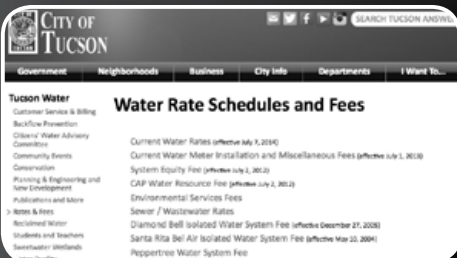 CITY OF
TUCSON
SEARCH TUCSON ANSWE
Government Neighborhoods Business City Info Departments I Want To...
Tucson Water
Customer Service & Billing
Backflow Prevention
Citizens' Water Advisory
Committee
Community Events
Conservation
Planning & Engineering and
New Development
Publications and More
> Rates & Fees
Reclaimed Water
Students and Teachers
Sweetwater Wetlands
Water Rate Schedules and Fees
Current Water Rates (effective July 7, 2014)
Current Water Meter Installation and Miscellaneous Fees (effective July 1, 2013)
System Equity Fee (effective July 2, 2012)
CAP Water Resource Fee (effective July 2, 2012)
Environmental Services Fees
Sewer / Wastewater Rates
Diamond Bell Isolated Water System Fee (effective December 27, 2005)
Santa Rita Bel Air Isolated Water System Fee (effective May 10, 2004)
Peppertree Water System Fee